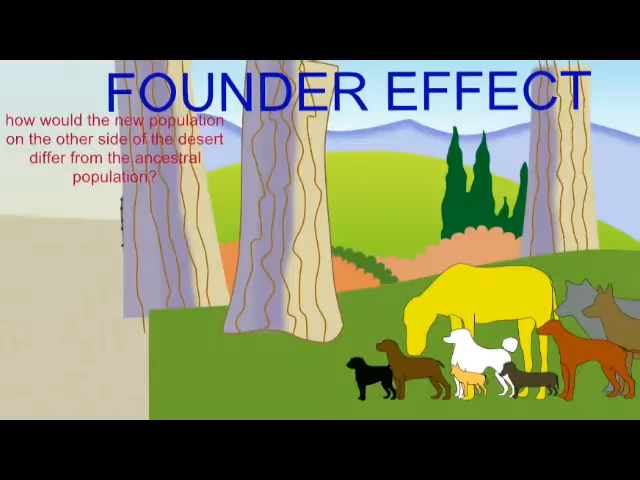 FOUNDER EFFECT
how would the new population
on the other side of the desert
differ from the ancestral
population?